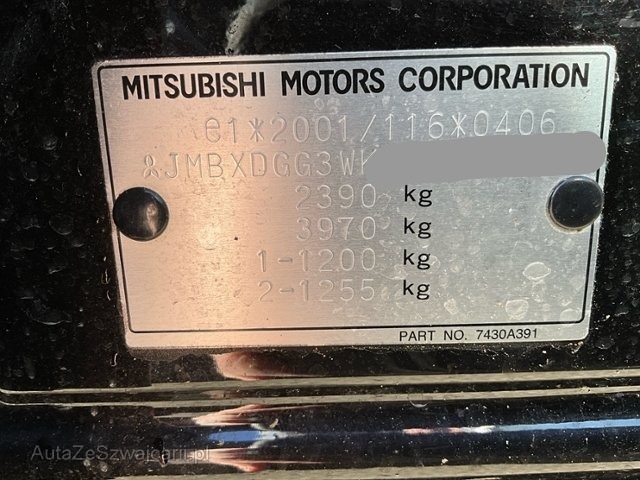 MITSUBISHI MOTORS CORPORATION
e1*2001/116*0406
JMBXDGG3WK
2390 kg
3970 kg
1-1200 kg
2-1255 kg
PART NO. 7430A391
AutaZeSzwajcarii.pl